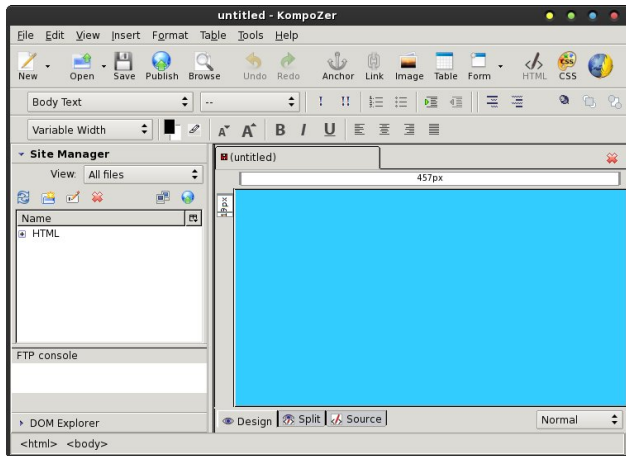 untitled - KompoZer
File Edit View Insert Format Table Tools Help
New Open Save Publish Browse Undo Redo Anchor Link Image Table Form HTML CSS
Body Text -- ! !!
Variable Width A A B I U
Site Manager
(untitled)
View: All files
457px
19px
Name
HTML
FTP console
DOM Explorer
Design Split Source Normal
<html> <body>